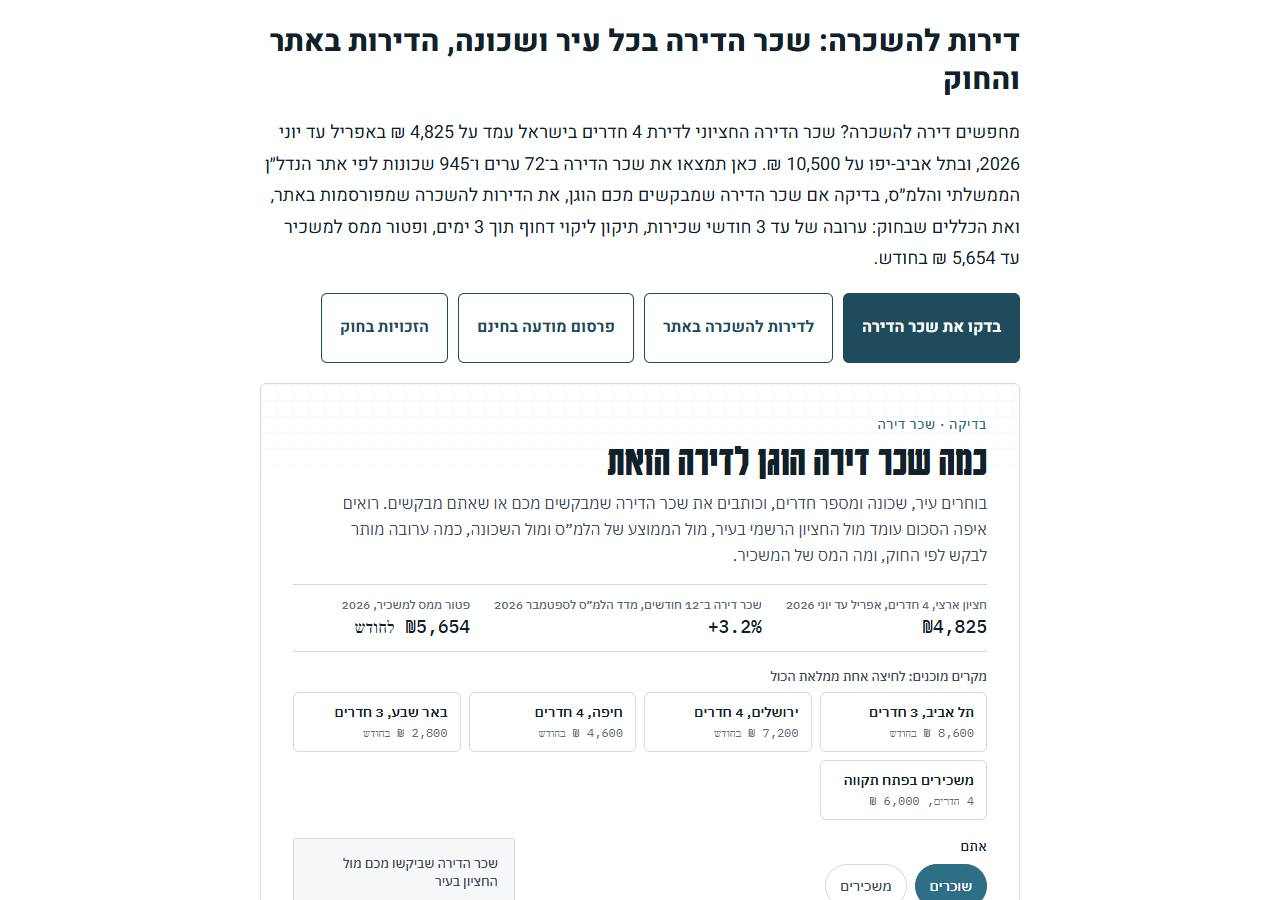 דירות להשכרה: שכר הדירה בכל עיר ושכונה, הדירות באתר
והחוק
מחפשים דירה להשכרה? שכר הדירה החציוני לדירת 4 חדרים בישראל עמד על 4,825 ₪ באפריל עד יוני
2026, ובתל אביב-יפו על 10,500 ₪. כאן תמצאו את שכר הדירה ב־72 ערים ו־945 שכונות לפי אתר הנדל״ן
הממשלתי והלמ״ס, בדיקה אם שכר הדירה שמבקשים מכם הוגן, את הדירות להשכרה שמפורסמות באתר,
ואת הכללים שבחוק: ערובה של עד 3 חודשי שכירות, תיקון ליקוי דחוף תוך 3 ימים, ופטור ממס למשכיר
עד 5,654 ₪ בחודש.
בדקו את שכר הדירה
לדירות להשכרה באתר
פרסום מודעה בחינם
הזכויות בחוק
בדיקה · שכר דירה
כמה שכר דירה הוגן לדירה הזאת
בוחרים עיר, שכונה ומספר חדרים, וכותבים את שכר הדירה שמבקשים מכם או שאתם מבקשים. רואים
איפה הסכום עומד מול החציון הרשמי בעיר, מול הממוצע של הלמ״ס ומול השכונה, כמה ערובה מותר
לבקש לפי החוק, ומה המס של המשכיר.
חציון ארצי, 4 חדרים, אפריל עד יוני 2026
₪4,825
שכר דירה ב־12 חודשים, מדד הלמ״ס לספטמבר 2026
+3.2%
פטור ממס למשכיר, 2026
₪5,654 לחודש
מקרים מוכנים: לחיצה אחת ממלאת הכול
תל אביב, 3 חדרים
8,600 ₪ בחודש
ירושלים, 4 חדרים
7,200 ₪ בחודש
חיפה, 4 חדרים
4,600 ₪ בחודש
באר שבע, 3 חדרים
2,800 ₪ בחודש
משכירים בפתח תקווה
4 חדרים, 6,000 ₪
אתם
שוכרים
משכירים
שכר הדירה שביקשו מכם מול
החציון בעיר